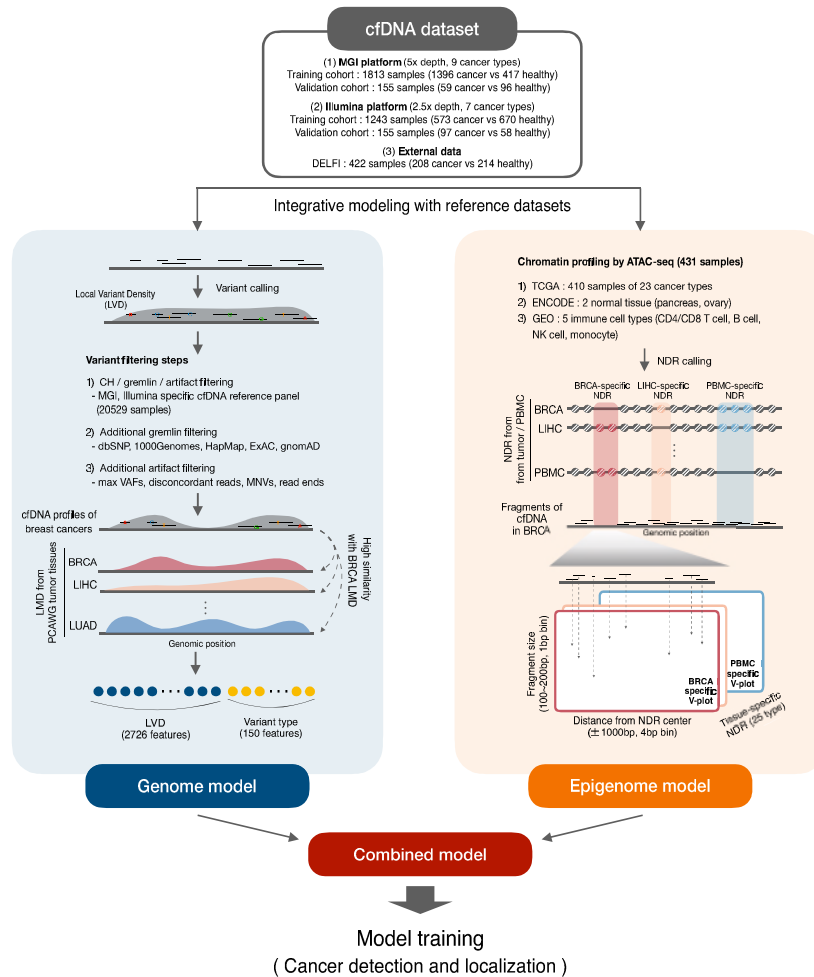 cfDNA dataset
(1) MGI platform (5x depth, 9 cancer types)
Training cohort : 1813 samples (1396 cancer vs 417 healthy)
Validation cohort : 155 samples (59 cancer vs 96 healthy)
(2) Illumina platform (2.5x depth, 7 cancer types)
Training cohort : 1243 samples (573 cancer vs 670 healthy)
Validation cohort : 155 samples (97 cancer vs 58 healthy)
(3) External data
DELFI : 422 samples (208 cancer vs 214 healthy)
Integrative modeling with reference datasets
Variant calling
Local Variant Density
(LVD)
Variant filtering steps
1) CH / gremlin / artifact filtering
- MGI, Illumina specific cfDNA reference panel
(20529 samples)
2) Additional gremlin filtering
- dbSNP, 1000Genomes, HapMap, ExAC, gnomAD
3) Additional artifact filtering
- max VAFs, disconcordant reads, MNVs, read ends
cfDNA profiles of
breast cancers
LMD from
PCAWG tumor tissues
BRCA
LIHC
⋮
LUAD
High similarity
with BRCA LMD
Genomic position
LVD
(2726 features)
Variant type
(150 features)
Genome model
Chromatin profiling by ATAC-seq (431 samples)
1) TCGA : 410 samples of 23 cancer types
2) ENCODE : 2 normal tissue (pancreas, ovary)
3) GEO : 5 immune cell types (CD4/CD8 T cell, B cell,
NK cell, monocyte)
NDR calling
BRCA-specific
NDR
LIHC-specific
NDR
PBMC-specific
NDR
NDR from
tumor / PBMC
BRCA
LIHC
⋮
PBMC
Fragments of
cfDNA
in BRCA
Genomic position
Fragment size
(100~200bp, 1bp bin)
BRCA
specific
V-plot
PBMC
specific
V-plot
Distance from NDR center
(±1000bp, 4bp bin)
Tissue-specific
NDR (25 type)
Epigenome model
Combined model
Model training
( Cancer detection and localization )